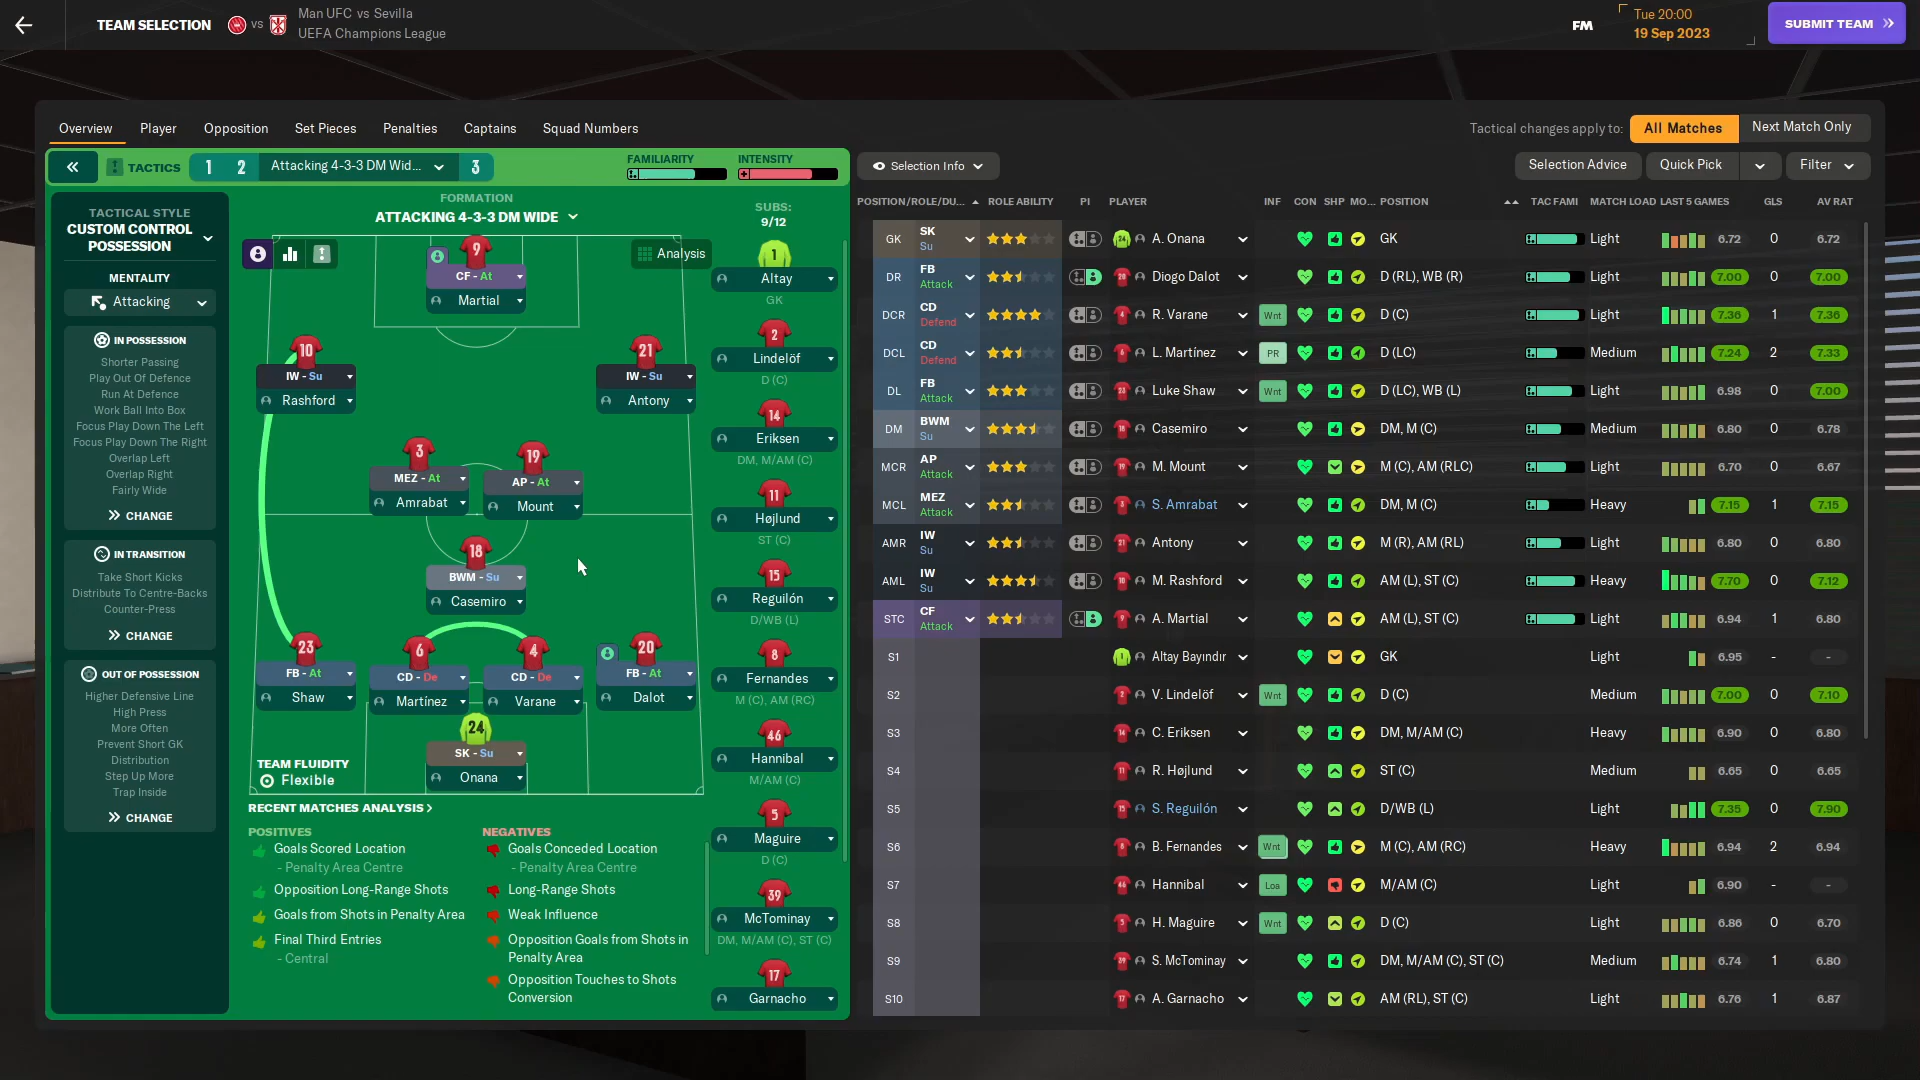 TEAM SELECTION
vs
Man UFC vs Sevilla
UEFA Champions League
FM
Tue 20:00
19 Sep 2023
SUBMIT TEAM
Overview Player Opposition Set Pieces Penalties Captains Squad Numbers
Tactical changes apply to: All Matches Next Match Only
TACTICS 1 2 Attacking 4-3-3 DM Wid... 3
FAMILIARITY INTENSITY
Selection Info
Selection Advice Quick Pick Filter
TACTICAL STYLE
CUSTOM CONTROL
POSSESSION
MENTALITY
Attacking
IN POSSESSION
Shorter Passing
Play Out Of Defence
Run At Defence
Work Ball Into Box
Focus Play Down The Left
Focus Play Down The Right
Overlap Left
Overlap Right
Fairly Wide
CHANGE
IN TRANSITION
Take Short Kicks
Distribute To Centre-Backs
Counter-Press
CHANGE
OUT OF POSSESSION
Higher Defensive Line
High Press
More Often
Prevent Short GK
Distribution
Step Up More
Trap Inside
CHANGE
FORMATION
ATTACKING 4-3-3 DM WIDE
Analysis
9
CF - At
Martial
10
IW - Su
Rashford
21
IW - Su
Antony
3
MEZ - At
Amrabat
19
AP - At
Mount
18
BWM - Su
Casemiro
23
FB - At
Shaw
6
CD - De
Martínez
4
CD - De
Varane
20
FB - At
Dalot
24
SK - Su
Onana
TEAM FLUIDITY
Flexible
RECENT MATCHES ANALYSIS
POSITIVES
Goals Scored Location
- Penalty Area Centre
Opposition Long-Range Shots
Goals from Shots in Penalty Area
Final Third Entries
- Central
NEGATIVES
Goals Conceded Location
- Penalty Area Centre
Long-Range Shots
Weak Influence
Opposition Goals from Shots in
Penalty Area
Opposition Touches to Shots
Conversion
SUBS:
9/12
1
Altay
GK
2
Lindelöf
D (C)
14
Eriksen
DM, M/AM (C)
11
Højlund
ST (C)
15
Reguilón
D/WB (L)
8
Fernandes
M (C), AM (RC)
46
Hannibal
M/AM (C)
5
Maguire
D (C)
39
McTominay
DM, M/AM (C), ST (C)
17
Garnacho
POSITION/ROLE/DU... ROLE ABILITY PI PLAYER INF CON SHP MO... POSITION TAC FAMI MATCH LOAD LAST 5 GAMES GLS AV RAT
GK SK Su A. Onana GK Light 6.72 0 6.72
DR FB Attack Diogo Dalot D (RL), WB (R) Light 7.00 0 7.00
DCR CD Defend R. Varane Wnt D (C) Light 7.36 1 7.36
DCL CD Defend L. Martínez PR D (LC) Medium 7.24 2 7.33
DL FB Attack Luke Shaw Wnt D (LC), WB (L) Light 6.98 0 7.00
DM BWM Su Casemiro DM, M (C) Medium 6.80 0 6.78
MCR AP Attack M. Mount M (C), AM (RLC) Light 6.70 0 6.67
MCL MEZ Attack S. Amrabat DM, M (C) Heavy 7.15 1 7.15
AMR IW Su Antony M (R), AM (RL) Light 6.80 0 6.80
AML IW Su M. Rashford AM (L), ST (C) Heavy 7.70 0 7.12
STC CF Attack A. Martial AM (L), ST (C) Light 6.94 1 6.80
S1 Altay Bayındır GK Light 6.95 - -
S2 V. Lindelöf Wnt D (C) Medium 7.00 0 7.10
S3 C. Eriksen DM, M/AM (C) Heavy 6.90 0 6.80
S4 R. Højlund ST (C) Medium 6.65 0 6.65
S5 S. Reguilón D/WB (L) Light 7.35 0 7.90
S6 B. Fernandes Wnt M (C), AM (RC) Heavy 6.94 2 6.94
S7 Hannibal Loa M/AM (C) Light 6.90 - -
S8 H. Maguire Wnt D (C) Light 6.86 0 6.70
S9 S. McTominay DM, M/AM (C), ST (C) Medium 6.74 1 6.80
S10 A. Garnacho AM (RL), ST (C) Light 6.76 1 6.87